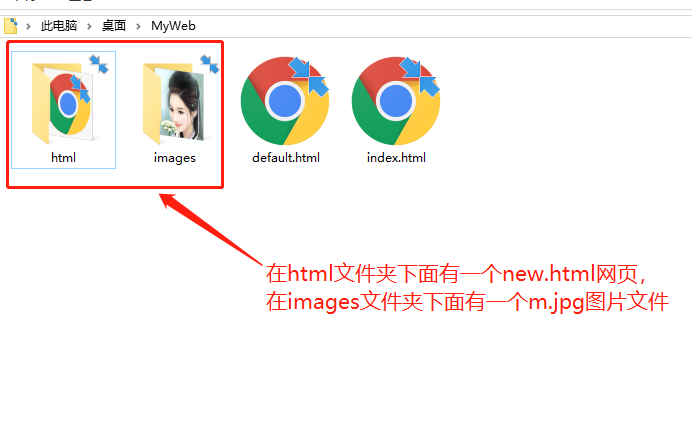 此电脑 > 桌面 > MyWeb
html
images
default.html
index.html
在html文件夹下面有一个new.html网页，
在images文件夹下面有一个m.jpg图片文件